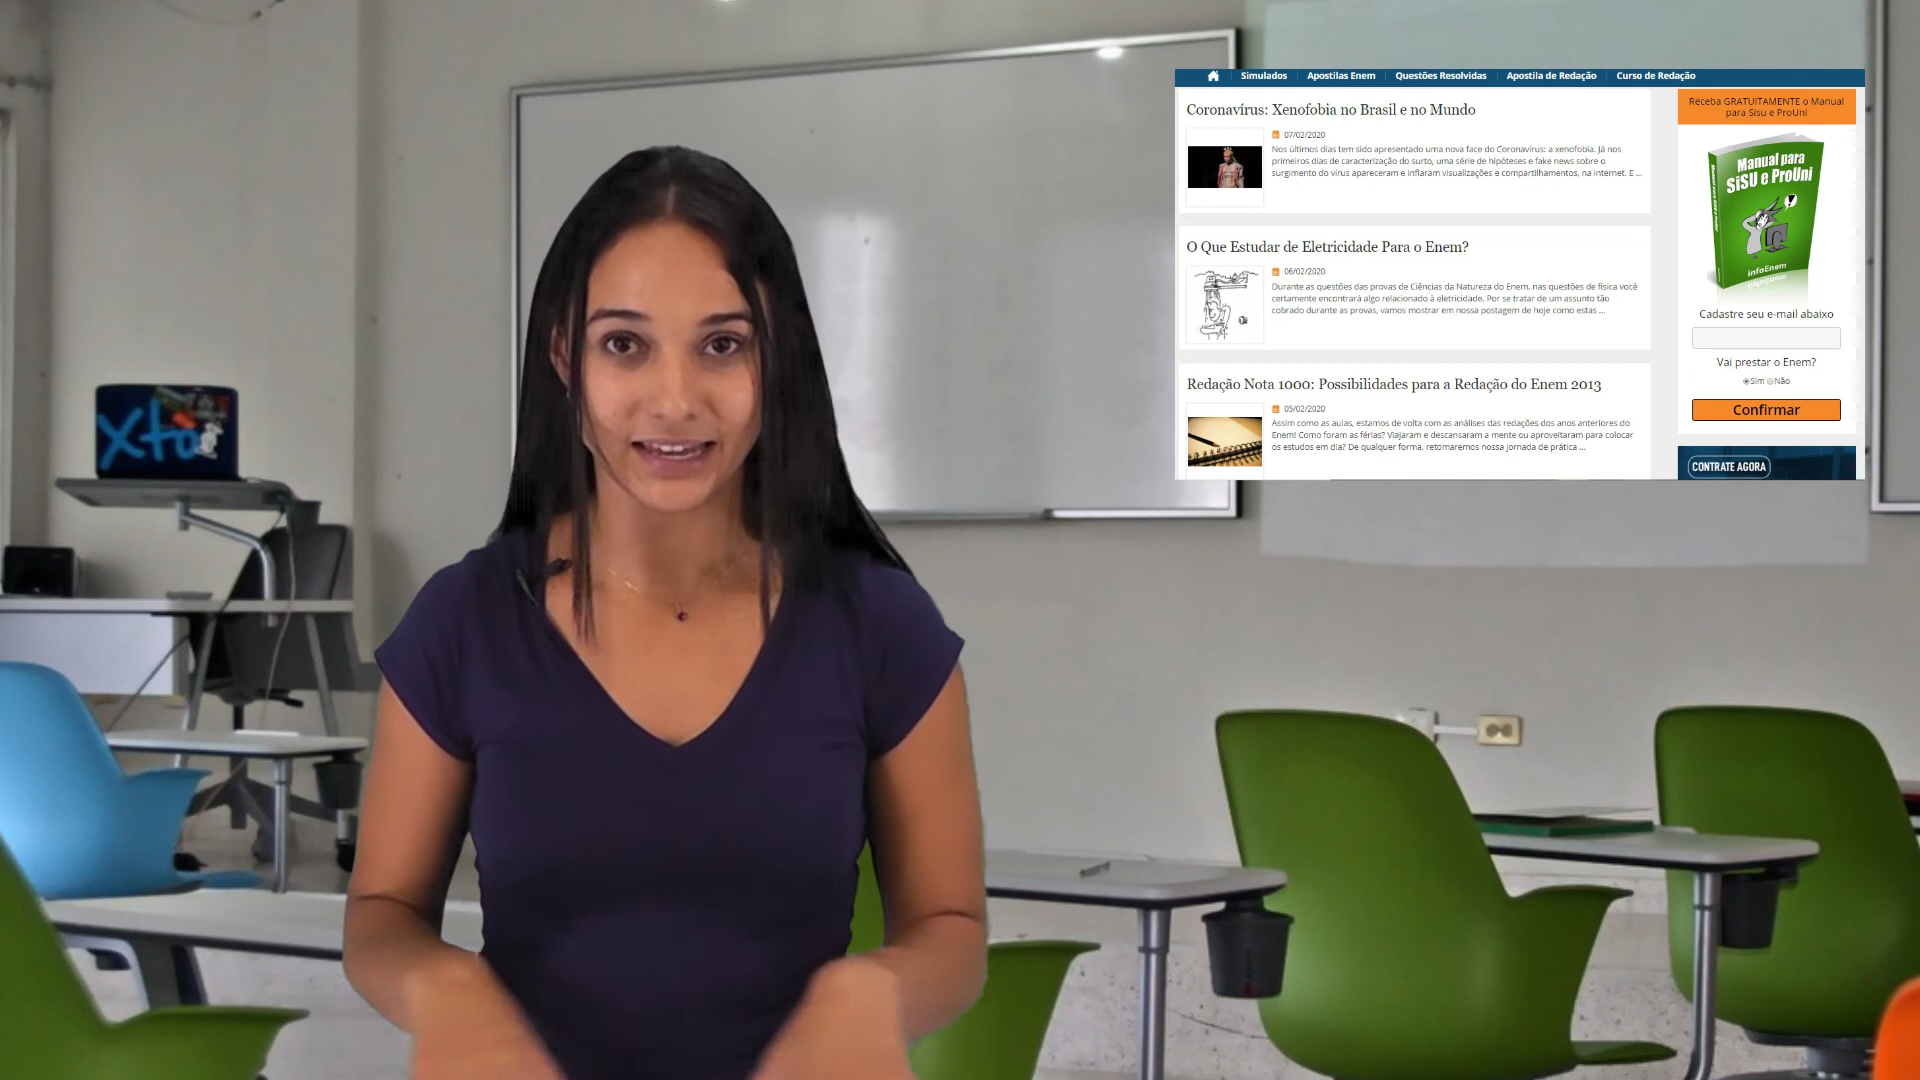 xto
Simulados
Apostilas Enem
Questões Resolvidas
Apostila de Redação
Curso de Redação
Coronavírus: Xenofobia no Brasil e no Mundo
07/02/2020
Nos últimos dias tem sido apresentado uma nova face do Coronavírus: a xenofobia. Já nos
primeiros dias de caracterização do surto, uma série de hipóteses e fake news sobre o
surgimento do vírus apareceram e inflaram visualizações e compartilhamentos, na internet. E ...
O Que Estudar de Eletricidade Para o Enem?
06/02/2020
Durante as questões das provas de Ciências da Natureza do Enem, nas questões de física você
certamente encontrará algo relacionado à eletricidade. Por se tratar de um assunto tão
cobrado durante as provas, vamos mostrar em nossa postagem de hoje como estas ...
Redação Nota 1000: Possibilidades para a Redação do Enem 2013
05/02/2020
Assim como as aulas, estamos de volta com as análises das redações dos anos anteriores do
Enem! Como foram as férias? Viajaram e descansaram a mente ou aproveitaram para colocar
os estudos em dia? De qualquer forma, retomaremos nossa jornada de prática ...
Receba GRATUITAMENTE o Manual
para Sisu e ProUni
Manual para
SiSU e ProUni
infoEnem
Cadastre seu e-mail abaixo
Vai prestar o Enem?
Sim Não
Confirmar
CONTRATE AGORA